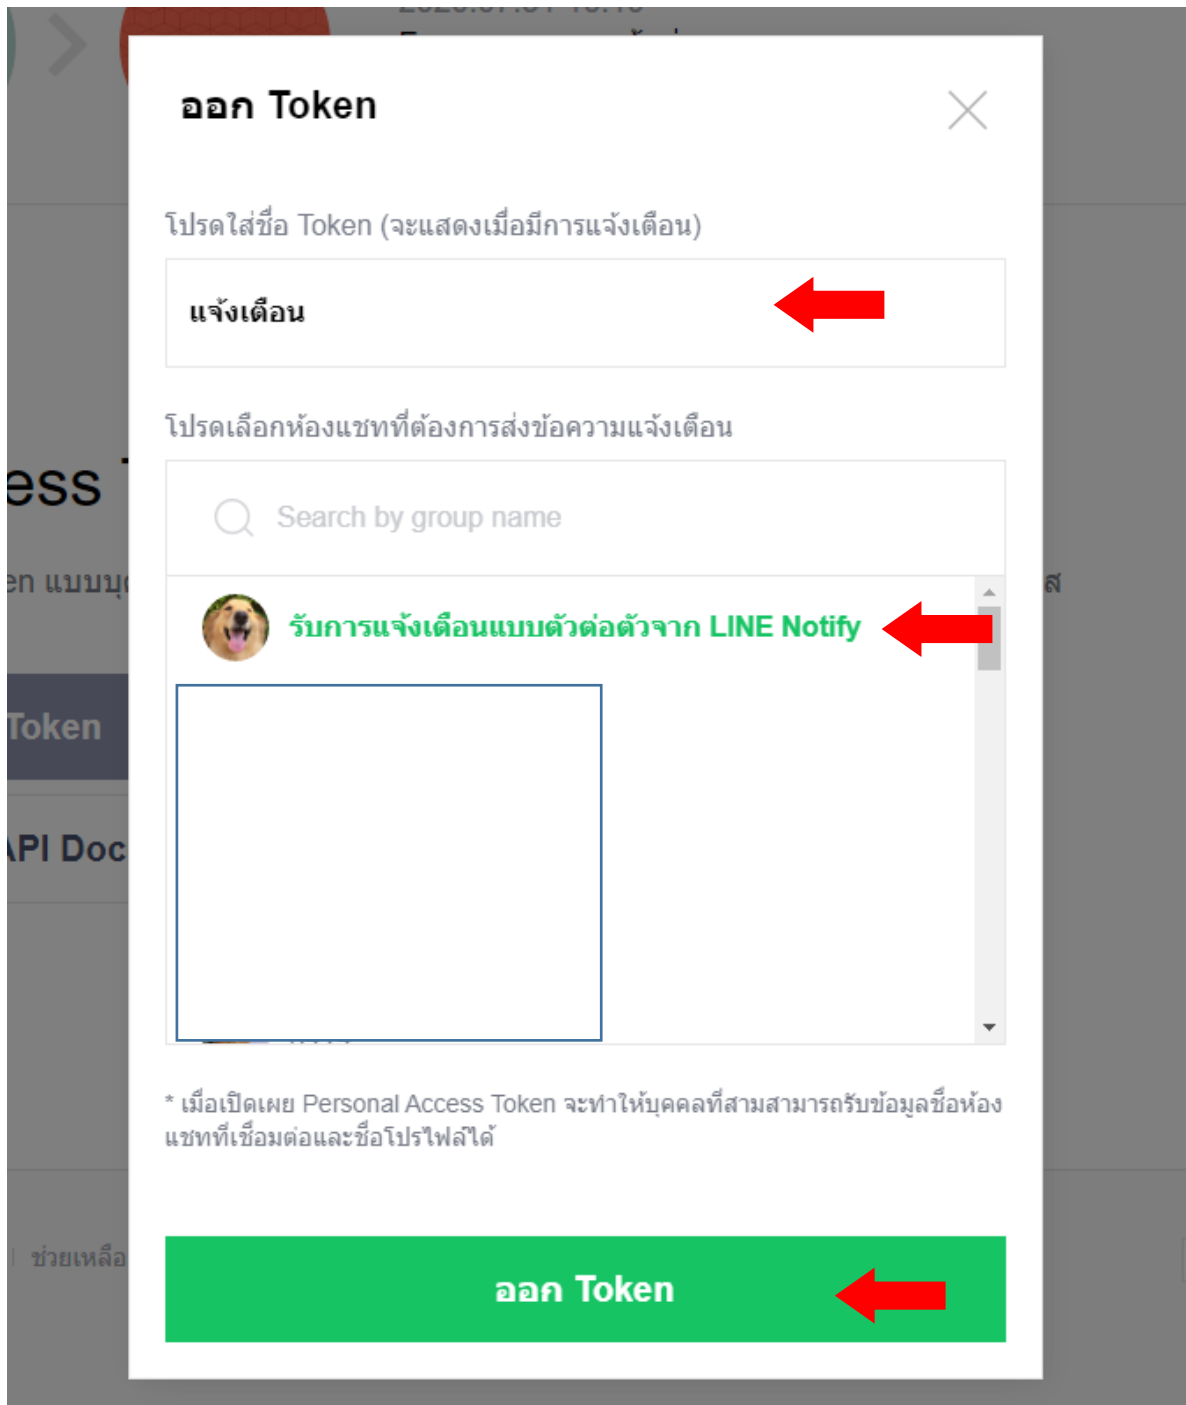 ออก Token
โปรดใส่ชื่อ Token (จะแสดงเมื่อมีการแจ้งเตือน)
แจ้งเตือน
โปรดเลือกห้องแชทที่ต้องการส่งข้อความแจ้งเตือน
ess
Search by group name
en แบบบุ
ส
รับการแจ้งเตือนแบบตัวต่อตัวจาก LINE Notify
Token
API Doc
* เมื่อเปิดเผย Personal Access Token จะทำให้บุคคลที่สามสามารถรับข้อมูลชื่อห้อง
แชทที่เชื่อมต่อและชื่อโปรไฟล์ได้
ช่วยเหลือ
ออก Token